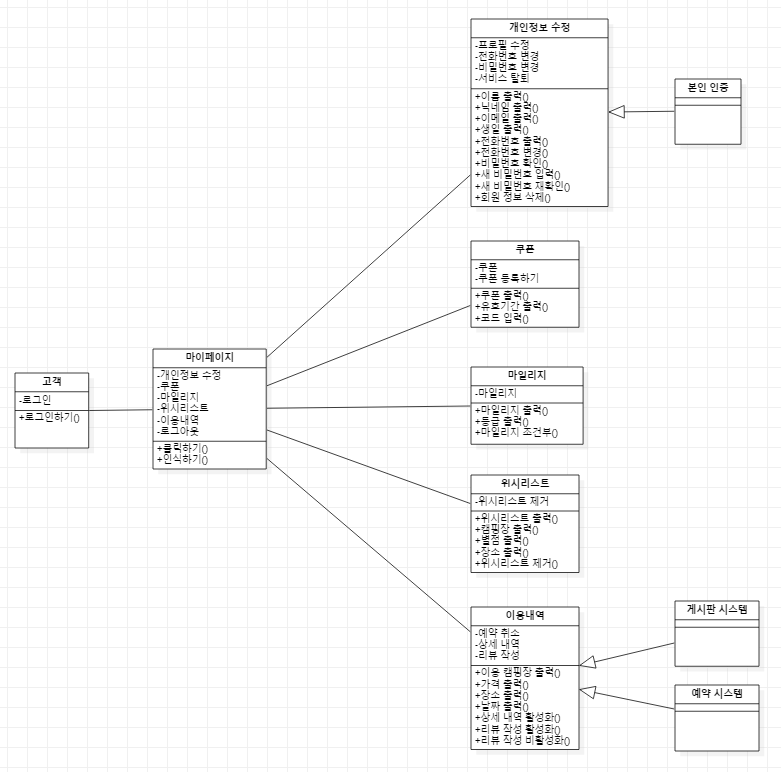 개인정보 수정
-프로필 수정
-전화번호 변경
-비밀번호 변경
-서비스 탈퇴
+이름 출력()
+닉네임 출력()
+이메일 출력()
+생일 출력()
+전화번호 출력()
+전화번호 변경()
+비밀번호 확인()
+새 비밀번호 입력()
+새 비밀번호 재확인()
+회원 정보 삭제()
본인 인증
쿠폰
-쿠폰
-쿠폰 등록하기
+쿠폰 출력()
+유효기간 출력()
+코드 입력()
고객
-로그인
+로그인하기()
마이페이지
-개인정보 수정
-쿠폰
-마일리지
-위시리스트
-이용내역
-로그아웃
+클릭하기()
+인식하기()
마일리지
-마일리지
+마일리지 출력()
+등급 출력()
+마일리지 조건부()
위시리스트
-위시리스트 제거
+위시리스트 출력()
+캠핑장 출력()
+별점 출력()
+장소 출력()
+위시리스트 제거()
이용내역
-예약 취소
-상세 내역
-리뷰 작성
+이용 캠핑장 출력()
+가격 출력()
+장소 출력()
+날짜 출력()
+상세 내역 활성화()
+리뷰 작성 활성화()
+리뷰 작성 비활성화()
게시판 시스템
예약 시스템